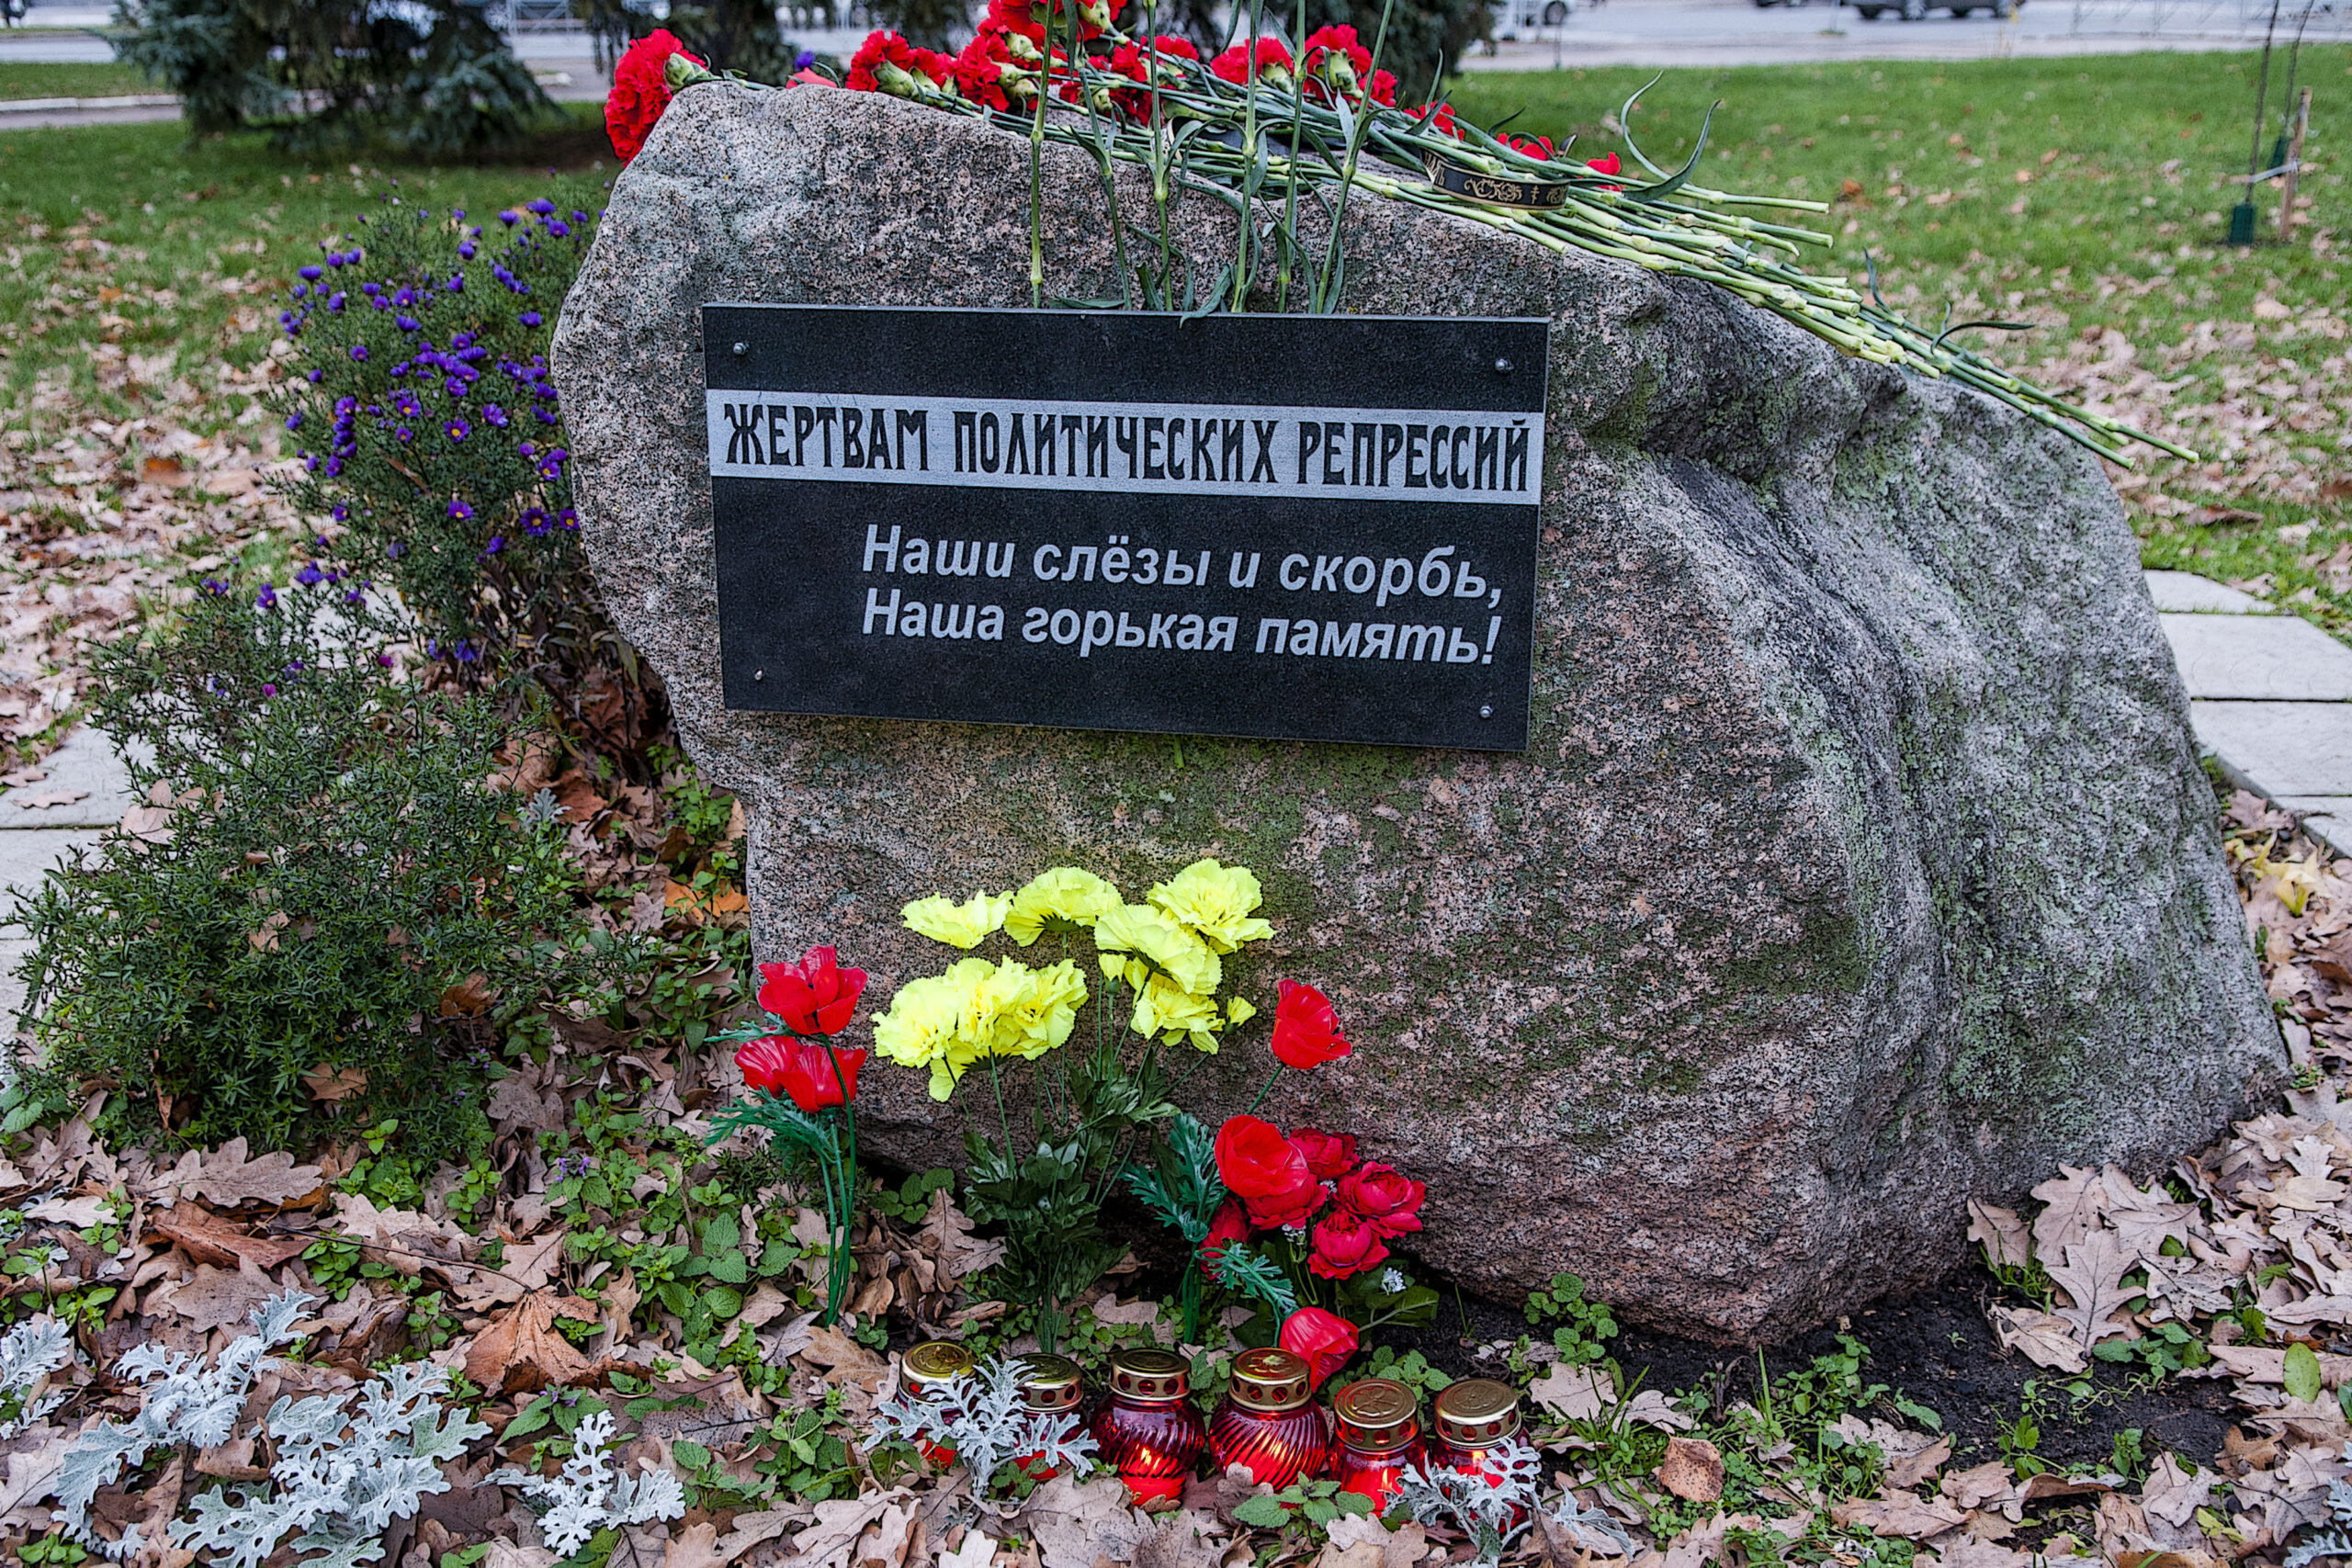 ЖЕРТВАМ ПОЛИТИЧЕСКИХ РЕПРЕССИЙ
Наши слёзы и скорбь,
Наша горькая память!